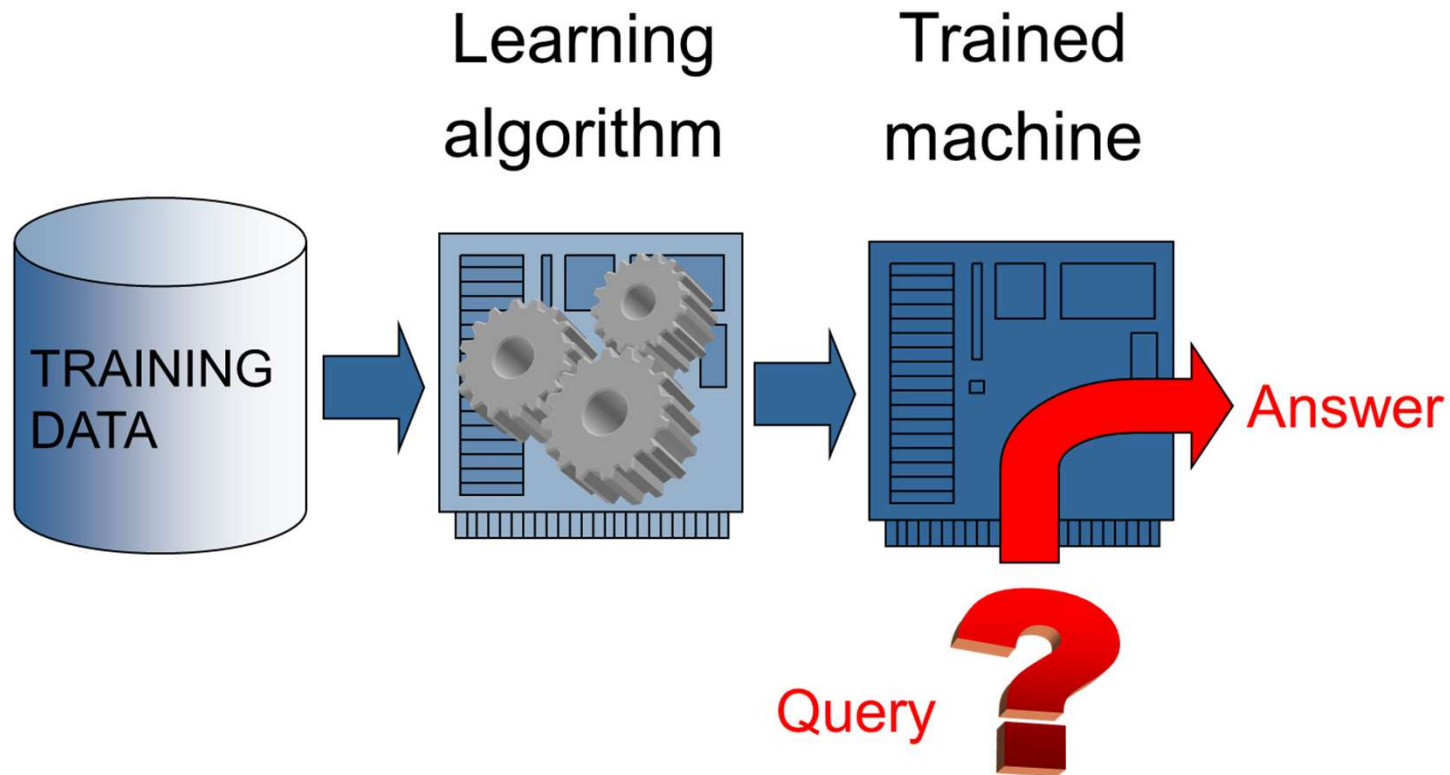 Learning
algorithm
Trained
machine
TRAINING
DATA
Answer
Query